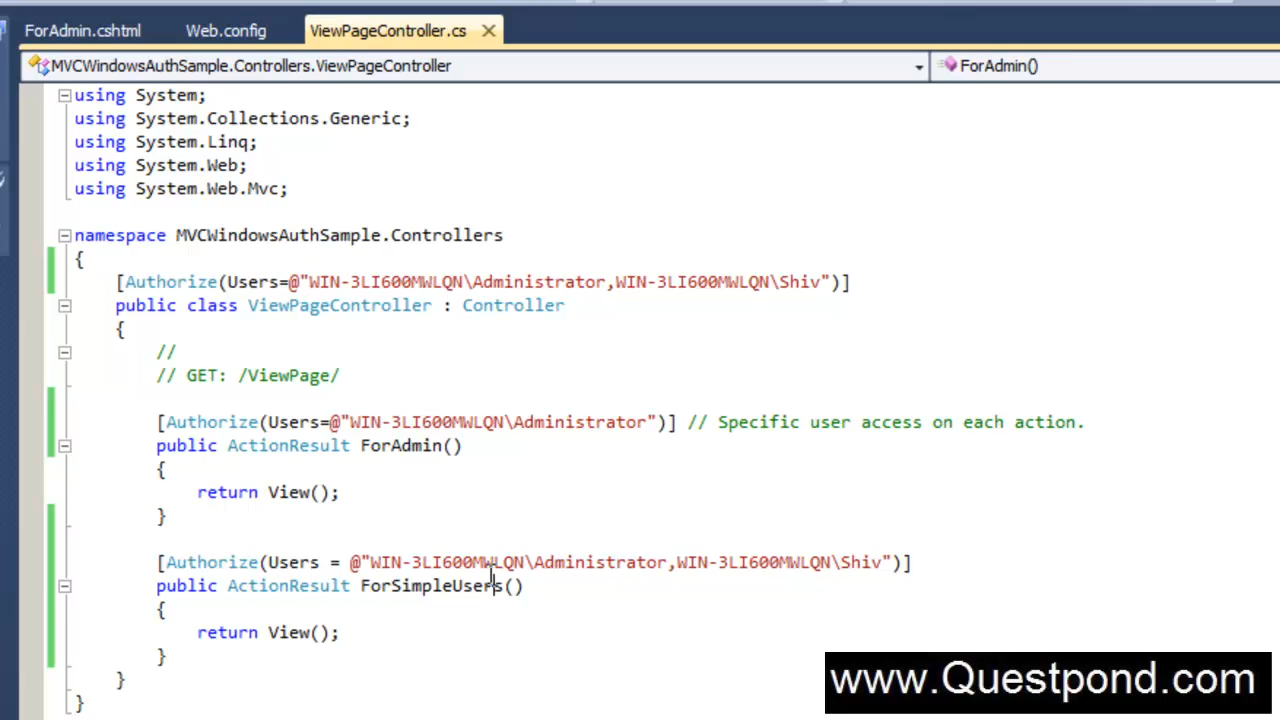 ForAdmin.cshtml Web.config ViewPageController.cs
MVCWindowsAuthSample.Controllers.ViewPageController ForAdmin()
using System;
using System.Collections.Generic;
using System.Linq;
using System.Web;
using System.Web.Mvc;
namespace MVCWindowsAuthSample.Controllers
{
[Authorize(Users=@"WIN-3LI600MWLQN\Administrator,WIN-3LI600MWLQN\Shiv")]
public class ViewPageController : Controller
{
//
// GET: /ViewPage/
[Authorize(Users=@"WIN-3LI600MWLQN\Administrator")] // Specific user access on each action.
public ActionResult ForAdmin()
{
return View();
}
[Authorize(Users = @"WIN-3LI600MWLQN\Administrator,WIN-3LI600MWLQN\Shiv")]
public ActionResult ForSimpleUsers()
{
return View();
}
}
}
www.Questpond.com